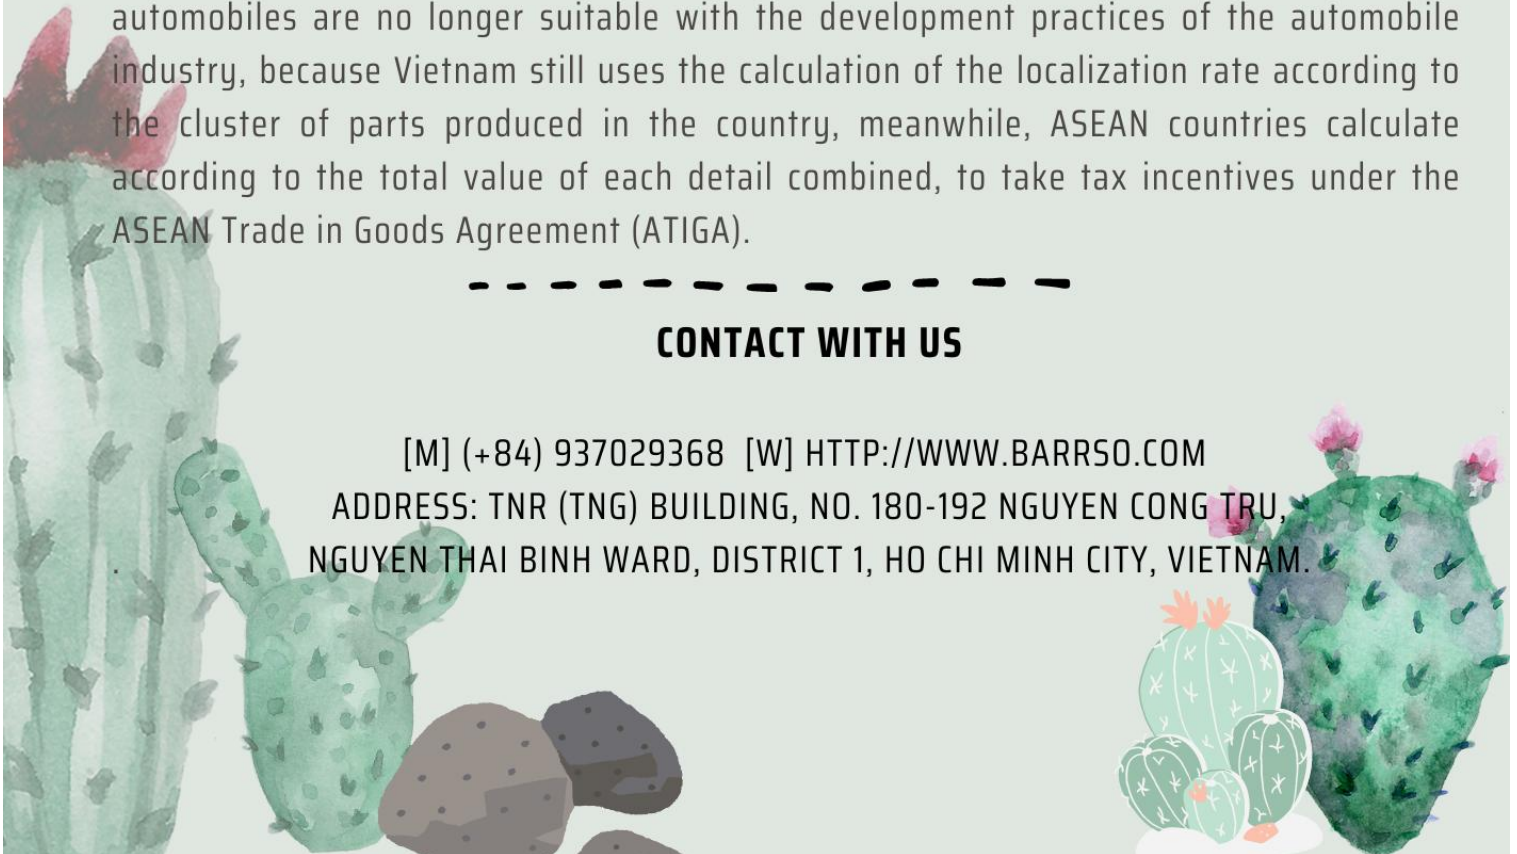 automobiles are no longer suitable with the development practices of the automobile
industry, because Vietnam still uses the calculation of the localization rate according to
the cluster of parts produced in the country, meanwhile, ASEAN countries calculate
according to the total value of each detail combined, to take tax incentives under the
ASEAN Trade in Goods Agreement (ATIGA).
CONTACT WITH US
[M] (+84) 937029368 [W] HTTP://WWW.BARRSO.COM
ADDRESS: TNR (TNG) BUILDING, NO. 180-192 NGUYEN CONG TRU,
NGUYEN THAI BINH WARD, DISTRICT 1, HO CHI MINH CITY, VIETNAM.